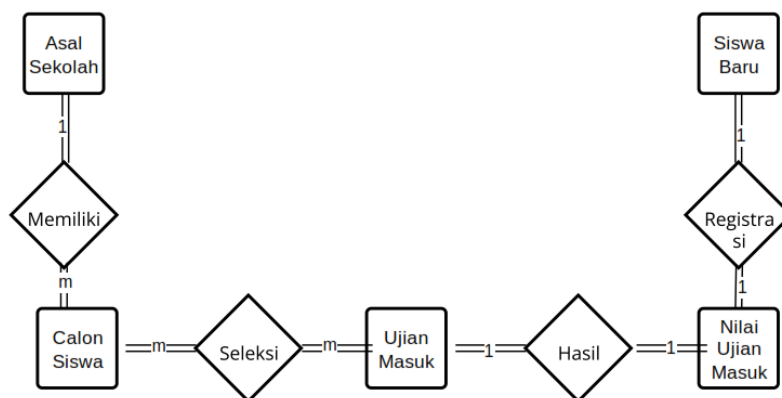 Asal
Sekolah
Siswa
Baru
1
1
Memiliki
Registra
si
m
1
Calon
Siswa
m
Seleksi
m
Ujian
Masuk
1
Hasil
1
Nilai
Ujian
Masuk